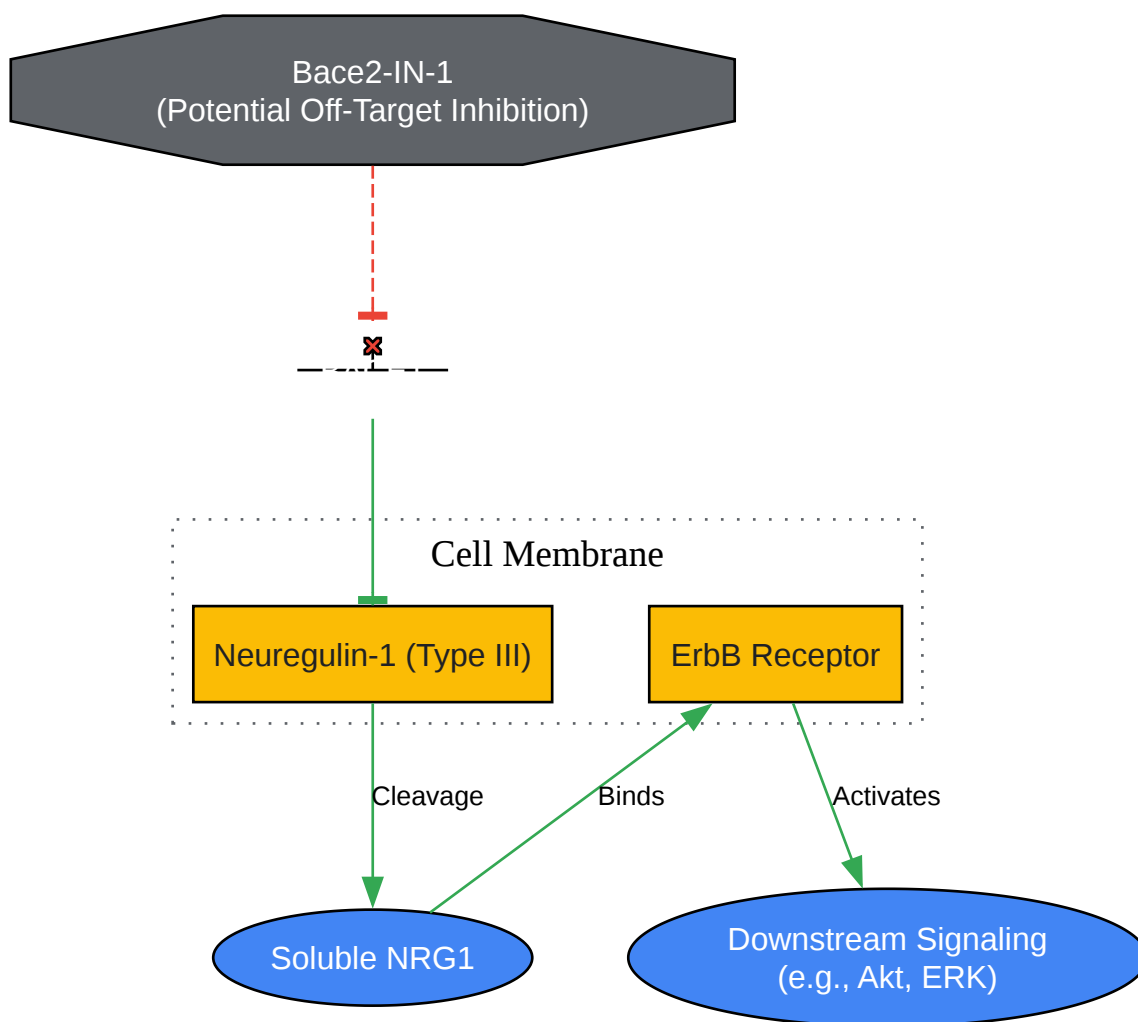 Bace2-IN-1
(Potential Off-Target Inhibition)
Cell Membrane
Neuregulin-1 (Type III)
ErbB Receptor
Cleavage
Binds
Activates
Soluble NRG1
Downstream Signaling
(e.g., Akt, ERK)